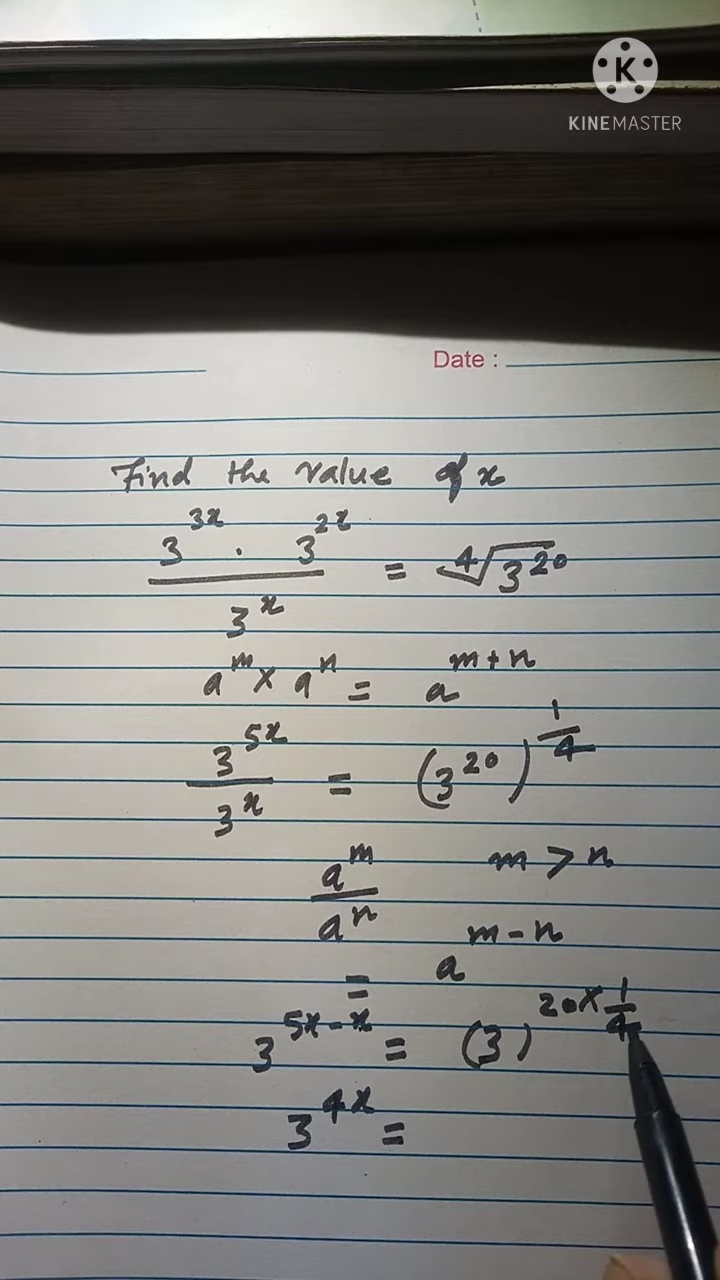 K
KINEMASTER
Date :
Find the value of x
3^{3x} · 3^{2x} / 3^x = ⁴√3^{20}
a^m × a^n = a^{m+n}
3^{5x} / 3^x = (3^{20})^{1/4}
a^m / a^n m > n
= a^{m-n}
3^{5x-x} = (3)^{20×1/4}
3^{4x} =